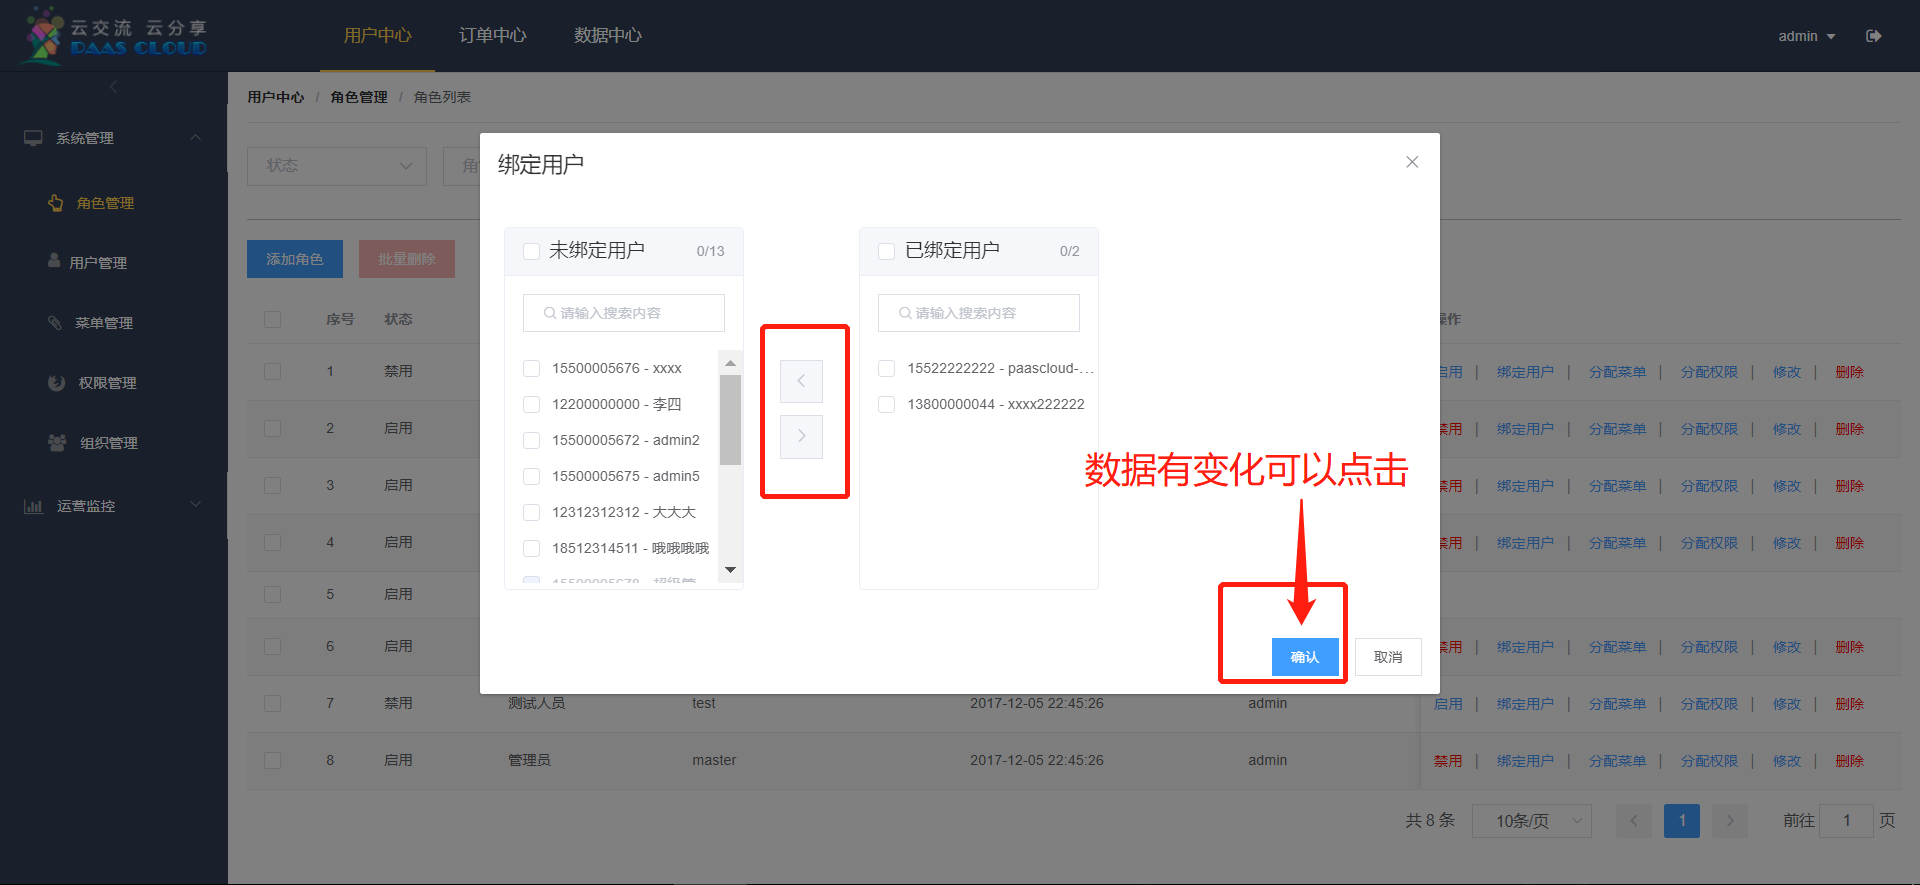 云交流 云分享
PAAS CLOUD
用户中心
订单中心
数据中心
admin
系统管理
角色管理
用户管理
菜单管理
权限管理
组织管理
运营监控
用户中心 / 角色管理 / 角色列表
状态
角
添加角色
批量删除
序号 状态
1 禁用
2 启用
3 启用
4 启用
5 启用
6 启用
7 禁用 测试人员 test 2017-12-05 22:45:26 admin 启用 | 绑定用户 | 分配菜单 | 分配权限 | 修改 | 删除
8 启用 管理员 master 2017-12-05 22:45:26 admin 禁用 | 绑定用户 | 分配菜单 | 分配权限 | 修改 | 删除
绑定用户
未绑定用户 0/13
请输入搜索内容
15500005676 - xxxx
12200000000 - 李四
15500005672 - admin2
15500005675 - admin5
12312312312 - 大大大
18512314511 - 哦哦哦哦
已绑定用户 0/2
请输入搜索内容
15522222222 - paascloud-...
13800000044 - xxxx222222
数据有变化可以点击
确认
取消
操作
启用 | 绑定用户 | 分配菜单 | 分配权限 | 修改 | 删除
禁用 | 绑定用户 | 分配菜单 | 分配权限 | 修改 | 删除
禁用 | 绑定用户 | 分配菜单 | 分配权限 | 修改 | 删除
禁用 | 绑定用户 | 分配菜单 | 分配权限 | 修改 | 删除
禁用 | 绑定用户 | 分配菜单 | 分配权限 | 修改 | 删除
共 8 条 10条/页 1 前往 1 页